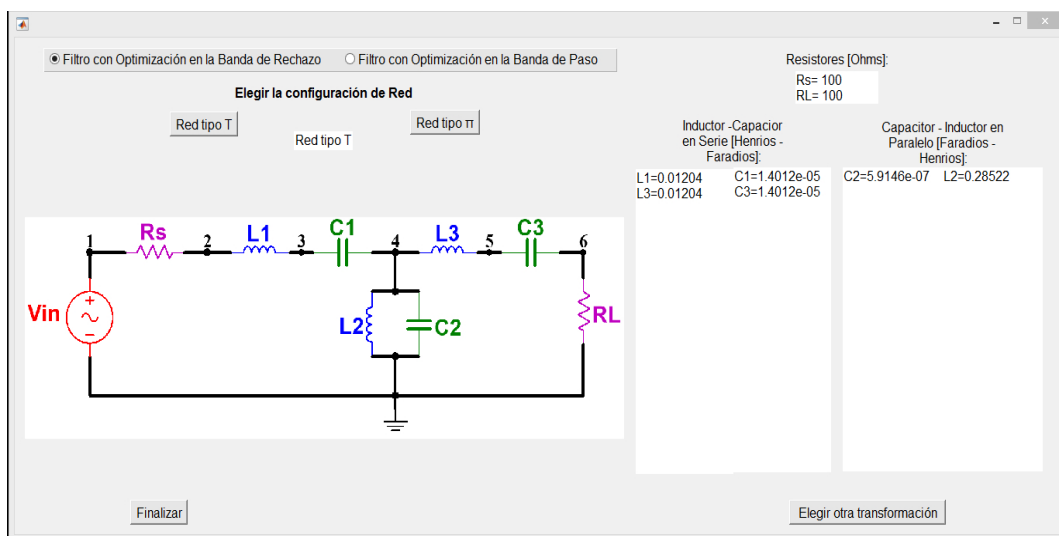 Filtro con Optimización en la Banda de Rechazo
Filtro con Optimización en la Banda de Paso
Elegir la configuración de Red
Red tipo T
Red tipo π
Red tipo T
Resistores [Ohms]:
Rs= 100
RL= 100
Inductor -Capacior
en Serie [Henrios -
Faradios]:
L1=0.01204 C1=1.4012e-05
L3=0.01204 C3=1.4012e-05
Capacitor - Inductor en
Paralelo [Faradios -
Henrios]:
C2=5.9146e-07 L2=0.28522
1 Rs 2 L1 3 C1 4 L3 5 C3 6
Vin + − L2 C2 RL
Finalizar
Elegir otra transformación